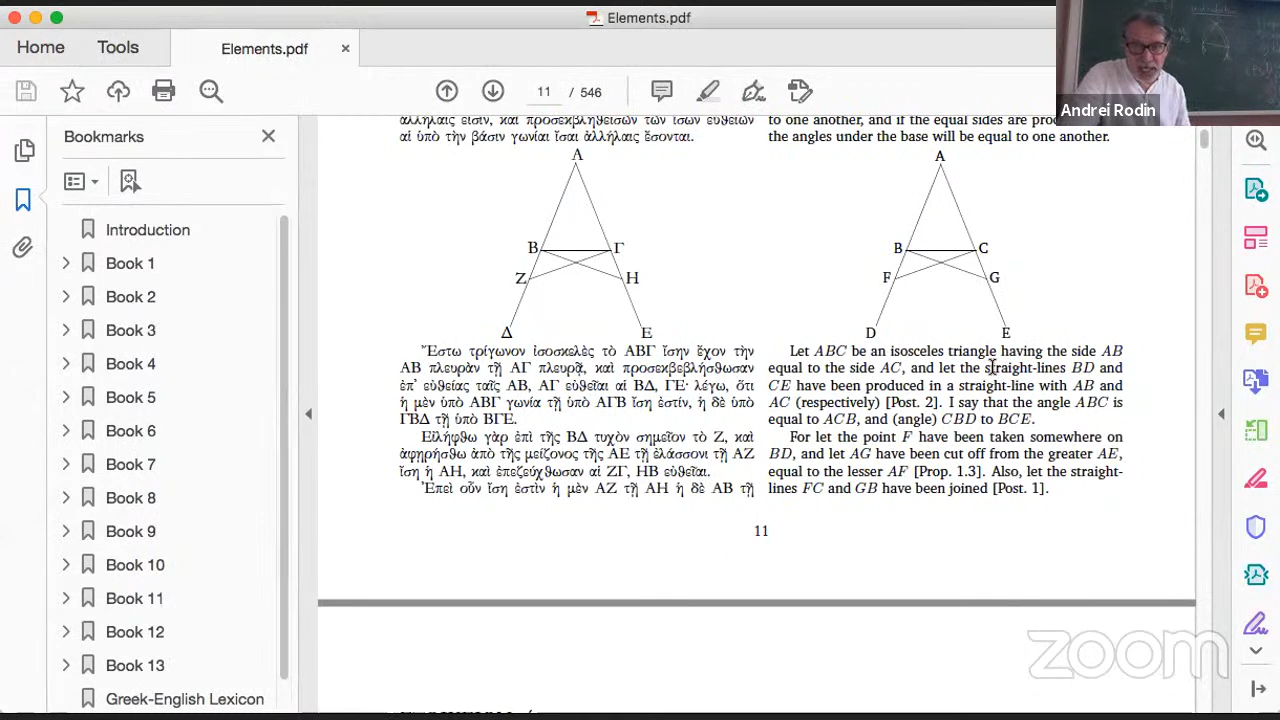 Elements.pdf
Home
Tools
Elements.pdf
11 / 546
Andrei Rodin
Bookmarks
Introduction
Book 1
Book 2
Book 3
Book 4
Book 5
Book 6
Book 7
Book 8
Book 9
Book 10
Book 11
Book 12
Book 13
Greek-English Lexicon
ἀλλήλαις εἰσίν, καὶ προσεκβληθεισῶν τῶν ἴσων εὐθειῶν
αἱ ὑπὸ τὴν βάσιν γωνίαι ἴσαι ἀλλήλαις ἔσονται.
Α
Β
Γ
Ζ
Η
Δ
Ε
῎Εστω τρίγωνον ἰσοσκελὲς τὸ ΑΒΓ ἴσην ἔχον τὴν
ΑΒ πλευρὰν τῇ ΑΓ πλευρᾷ, καὶ προσεκβεβλήσθωσαν
ἐπ᾿ εὐθείας ταῖς ΑΒ, ΑΓ εὐθεῖαι αἱ ΒΔ, ΓΕ· λέγω, ὅτι
ἡ μὲν ὑπὸ ΑΒΓ γωνία τῇ ὑπὸ ΑΓΒ ἴση ἐστίν, ἡ δὲ ὑπὸ
ΓΒΔ τῇ ὑπὸ ΒΓΕ.
Εἰλήφθω γὰρ ἐπὶ τῆς ΒΔ τυχὸν σημεῖον τὸ Ζ, καὶ
ἀφῃρήσθω ἀπὸ τῆς μείζονος τῆς ΑΕ τῇ ἐλάσσονι τῇ ΑΖ
ἴση ἡ ΑΗ, καὶ ἐπεζεύχθωσαν αἱ ΖΓ, ΗΒ εὐθεῖαι.
᾿Επεὶ οὖν ἴση ἐστὶν ἡ μὲν ΑΖ τῇ ΑΗ ἡ δὲ ΑΒ τῇ
to one another, and if the equal sides are
the angles under the base will be equal to one another.
A
B
C
F
G
D
E
Let ABC be an isosceles triangle having the side AB
equal to the side AC, and let the straight-lines BD and
CE have been produced in a straight-line with AB and
AC (respectively) [Post. 2]. I say that the angle ABC is
equal to ACB, and (angle) CBD to BCE.
For let the point F have been taken somewhere on
BD, and let AG have been cut off from the greater AE,
equal to the lesser AF [Prop. 1.3]. Also, let the straight-
lines FC and GB have been joined [Post. 1].
11
zoom